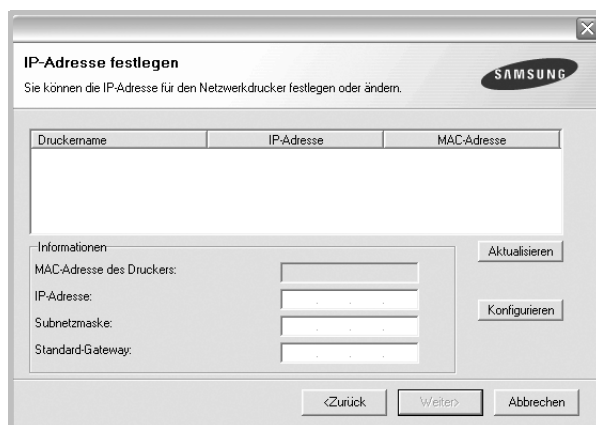 IP-Adresse festlegen
Sie können die IP-Adresse für den Netzwerkdrucker festlegen oder ändern.
SAMSUNG
Druckername IP-Adresse MAC-Adresse
Informationen
MAC-Adresse des Druckers:
IP-Adresse:
Subnetzmaske:
Standard-Gateway:
Aktualisieren
Konfigurieren
<Zurück Weiter> Abbrechen